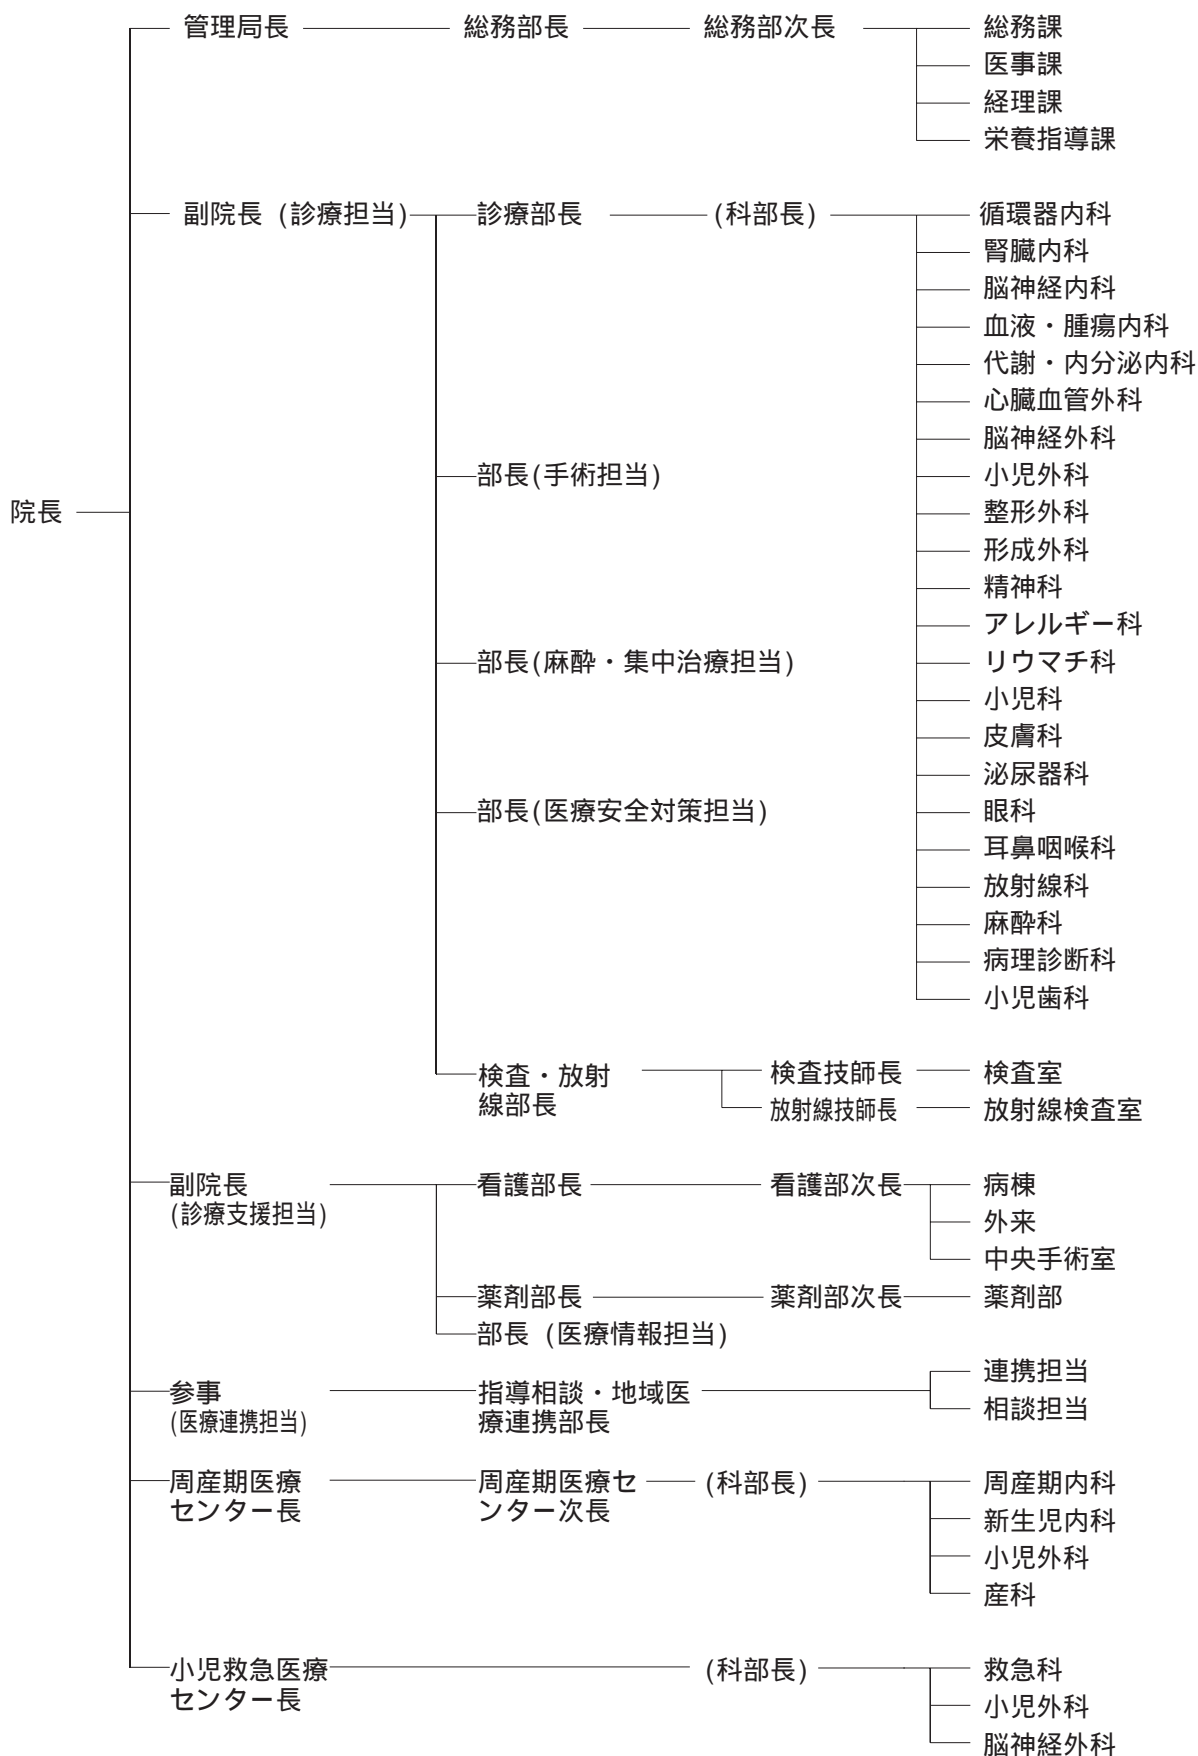 管理局長 総務部長 総務部次長 総務課
医事課
経理課
栄養指導課
副院長 (診療担当) 診療部長 (科部長) 循環器内科
腎臓内科
脳神経内科
血液・腫瘍内科
代謝・内分泌内科
心臓血管外科
脳神経外科
部長(手術担当) 小児外科
院長 整形外科
形成外科
精神科
アレルギー科
部長(麻酔・集中治療担当) リウマチ科
小児科
皮膚科
泌尿器科
部長(医療安全対策担当) 眼科
耳鼻咽喉科
放射線科
麻酔科
病理診断科
小児歯科
検査・放射 検査技師長 検査室
線部長 放射線技師長 放射線検査室
副院長 看護部長 看護部次長 病棟
(診療支援担当) 外来
中央手術室
薬剤部長 薬剤部次長 薬剤部
部長 (医療情報担当)
連携担当
参事 指導相談・地域医
(医療連携担当) 療連携部長 相談担当
周産期医療 周産期医療セ (科部長) 周産期内科
センター長 ンター次長 新生児内科
小児外科
産科
小児救急医療 (科部長) 救急科
センター長 小児外科
脳神経外科